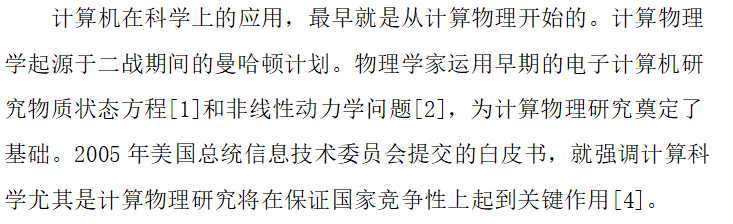 计算机在科学上的应用，最早就是从计算物理开始的。计算物理
学起源于二战期间的曼哈顿计划。物理学家运用早期的电子计算机研
究物质状态方程[1]和非线性动力学问题[2]，为计算物理研究奠定了
基础。2005 年美国总统信息技术委员会提交的白皮书，就强调计算科
学尤其是计算物理研究将在保证国家竞争性上起到关键作用[4]。